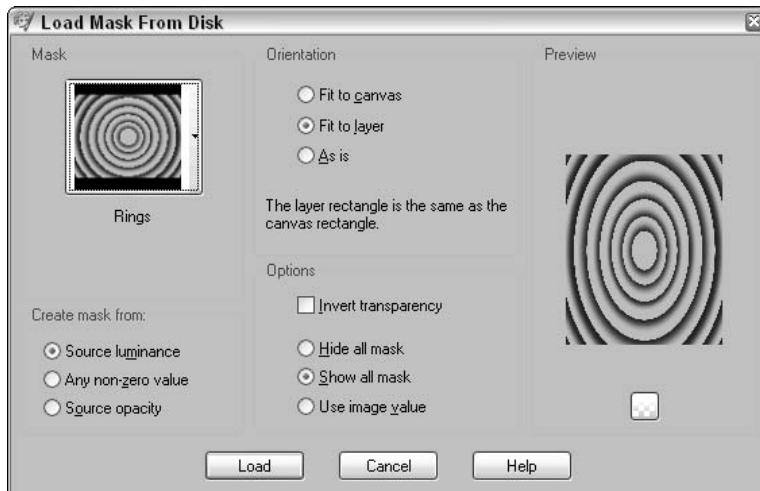 Load Mask From Disk
Mask
Rings
Create mask from:
Source luminance
Any non-zero value
Source opacity
Orientation
Fit to canvas
Fit to layer
As is
The layer rectangle is the same as the
canvas rectangle.
Options
Invert transparency
Hide all mask
Show all mask
Use image value
Preview
Load
Cancel
Help